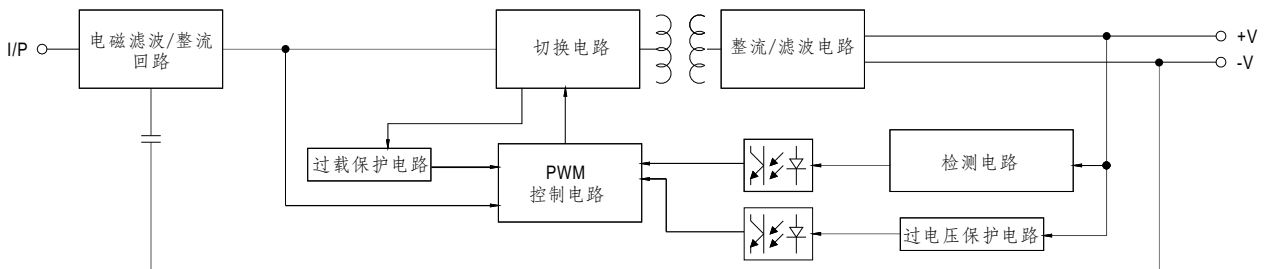 I/P
电磁滤波/整流
回路
切换电路
整流/滤波电路
+V
-V
过载保护电路
PWM
控制电路
检测电路
过电压保护电路